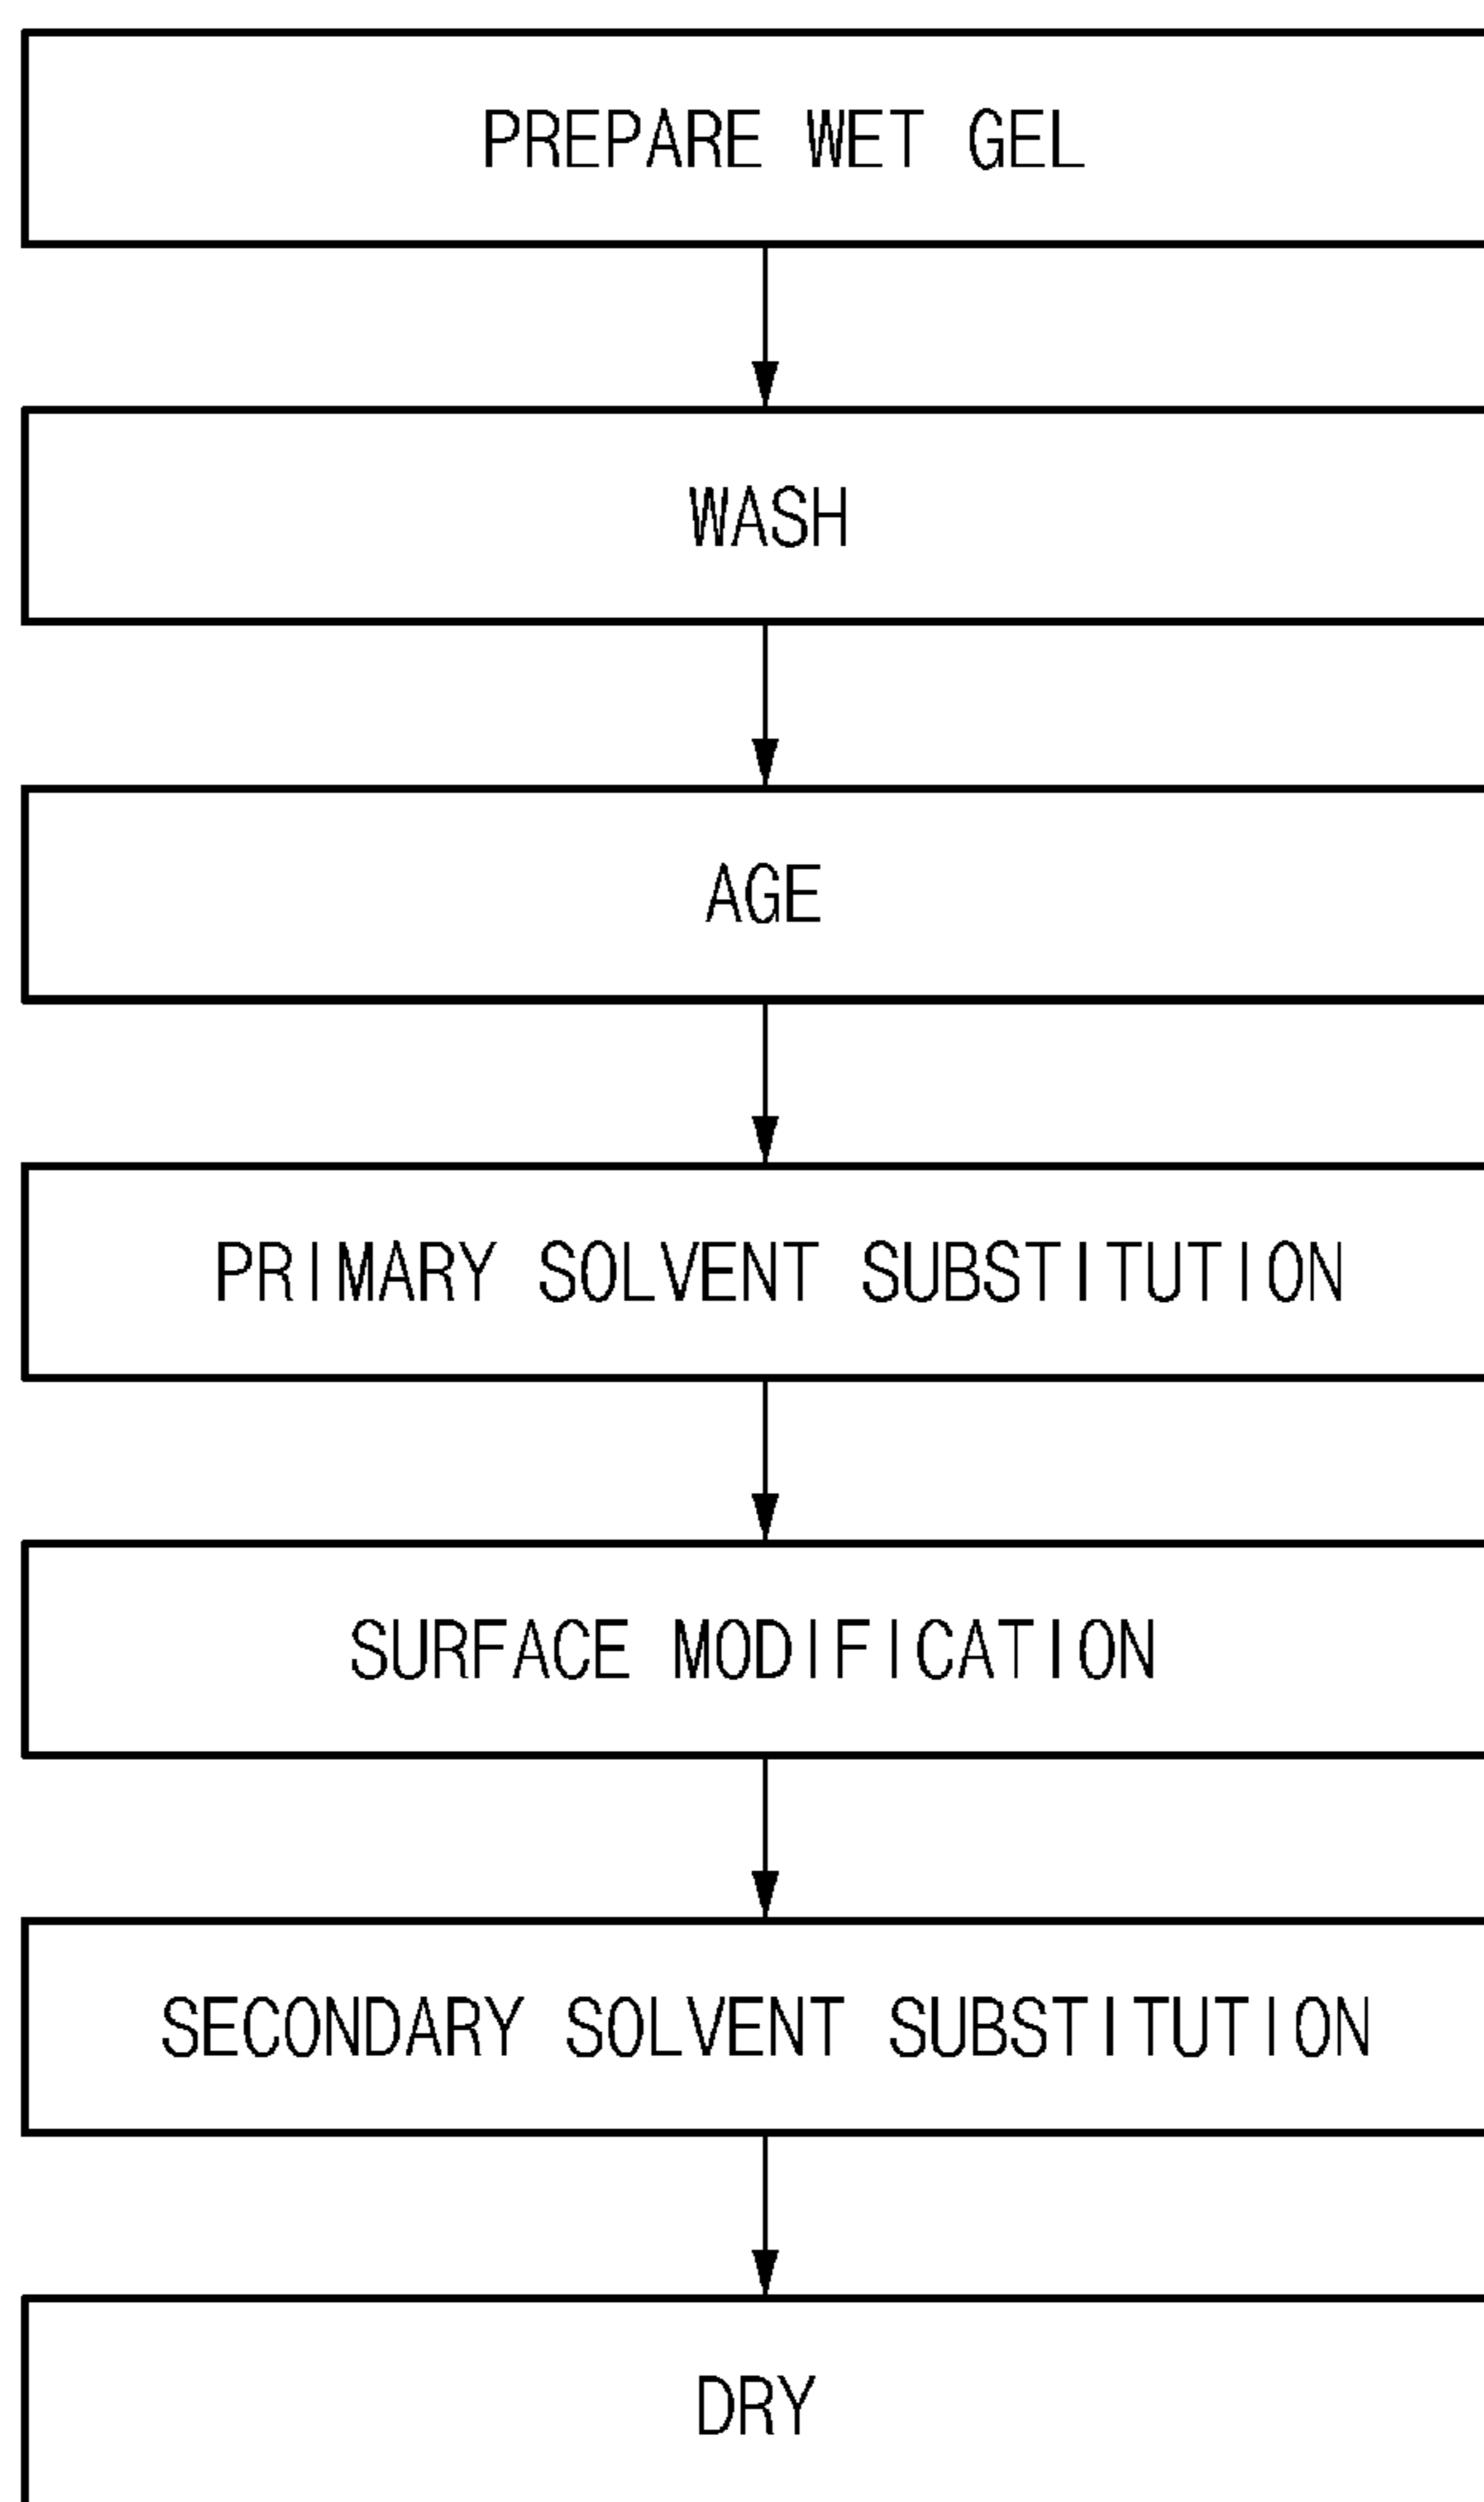 PREPARE WET GEL
WASH
AGE
PRIMARY SOLVENT SUBSTITUTION
SURFACE MODIFICATION
SECONDARY SOLVENT SUBSTITUTION
DRY